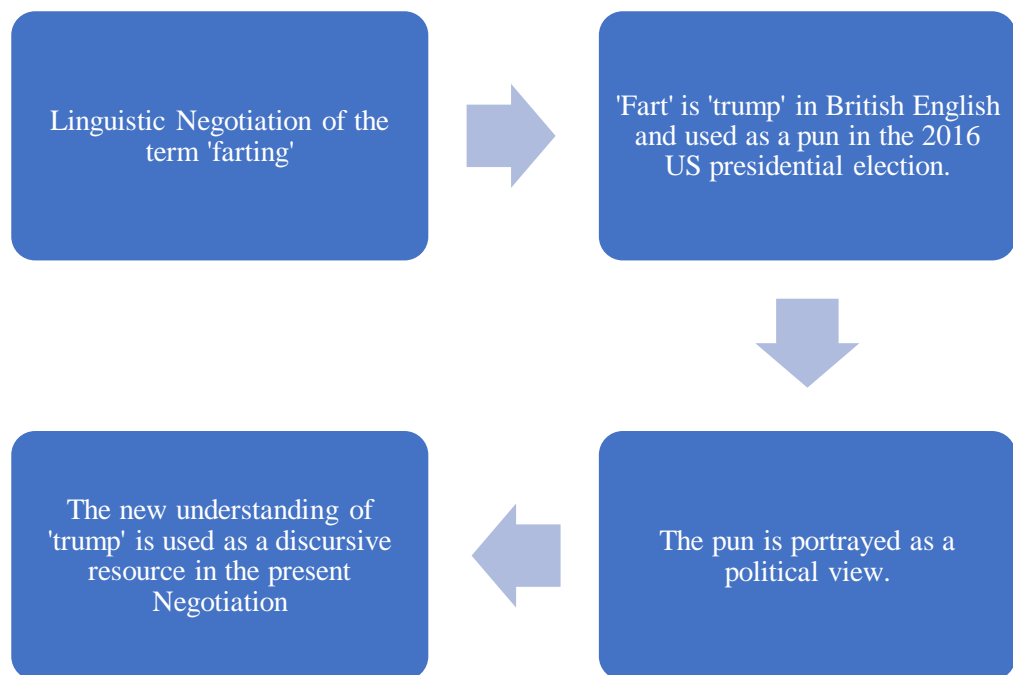 Linguistic Negotiation of the
term 'farting'
'Fart' is 'trump' in British English
and used as a pun in the 2016
US presidential election.
The pun is portrayed as a
political view.
The new understanding of
'trump' is used as a discursive
resource in the present
Negotiation